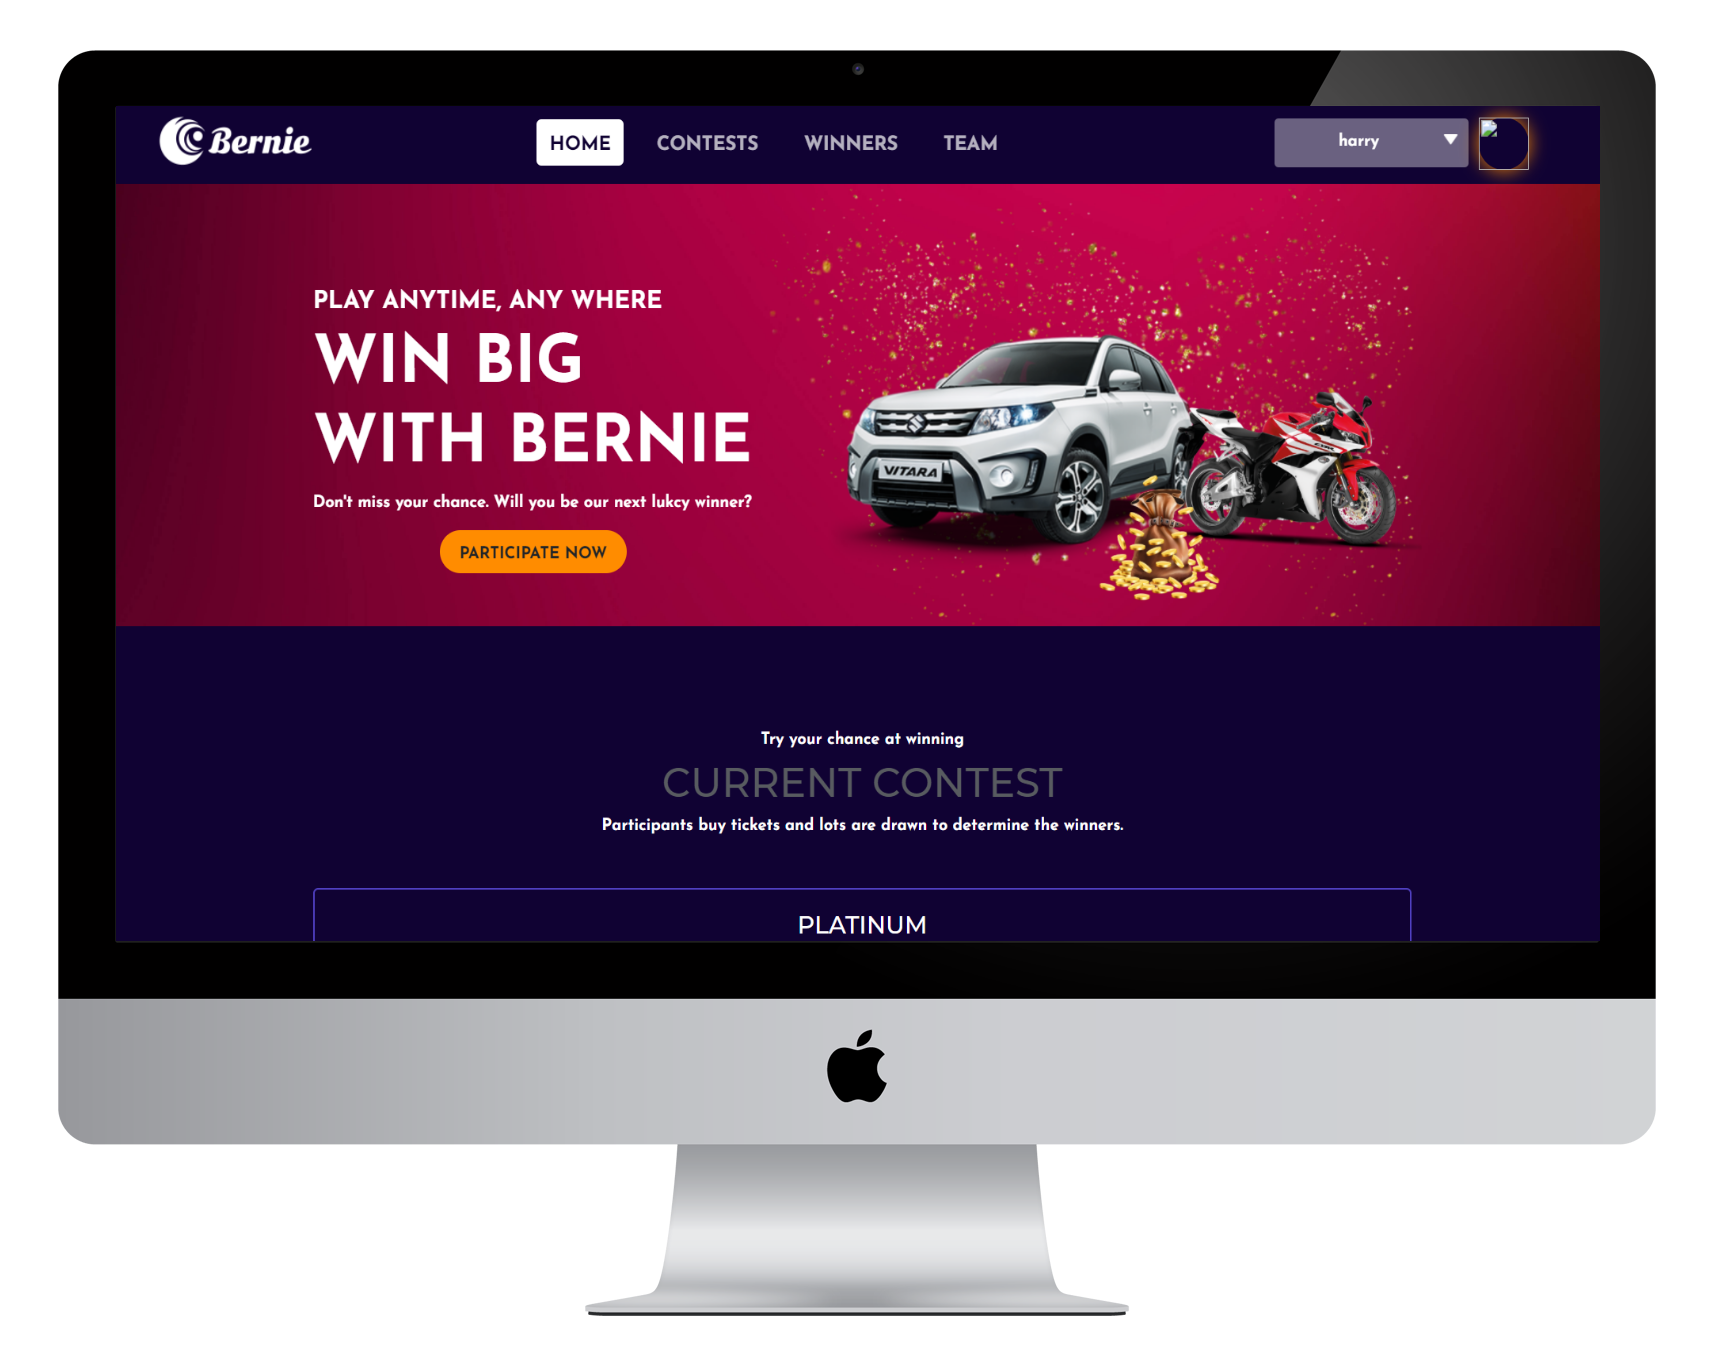 Bernie
HOME CONTESTS WINNERS TEAM
harry
PLAY ANYTIME, ANY WHERE
WIN BIG
WITH BERNIE
Don't miss your chance. Will you be our next lukcy winner?
PARTICIPATE NOW
VITARA
Try your chance at winning
CURRENT CONTEST
Participants buy tickets and lots are drawn to determine the winners.
PLATINUM